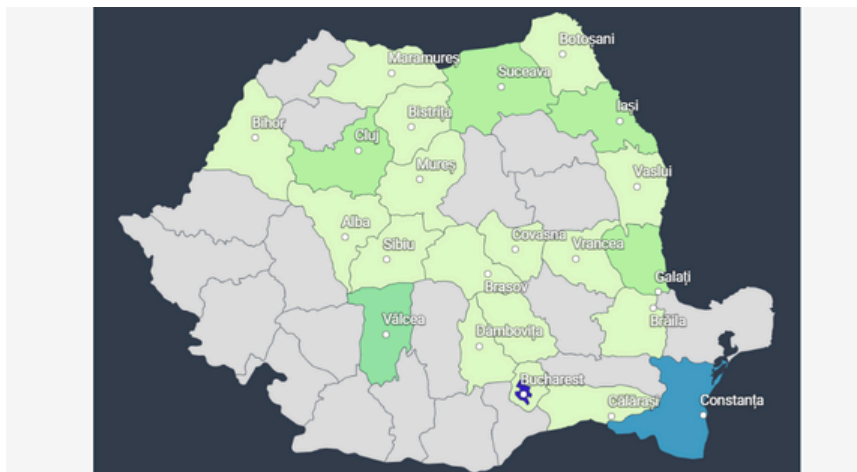 Botoșani
Maramureș
Suceava
Iași
Bistrița
Bihor
Cluj
Mureș
Vaslui
Alba
Sibiu
Covasna
Vrancea
Brașov
Galați
Brăila
Vâlcea
Dâmbovița
Bucharest
Călărași
Constanța